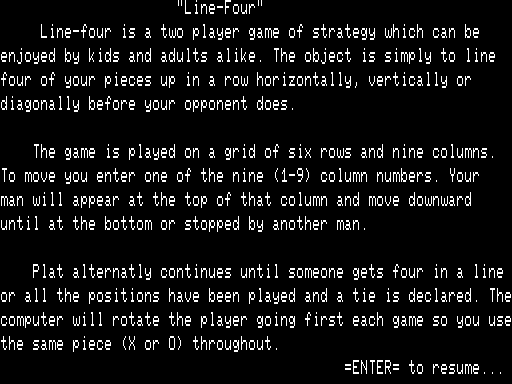 "Line-Four"
Line-four is a two player game of strategy which can be
enjoyed by kids and adults alike. The object is simply to line
four of your pieces up in a row horizontally, vertically or
diagonally before your opponent does.
The game is played on a grid of six rows and nine columns.
To move you enter one of the nine (1-9) column numbers. Your
man will appear at the top of that column and move downward
until at the bottom or stopped by another man.
Plat alternatly continues until someone gets four in a line
or all the positions have been played and a tie is declared. The
computer will rotate the player going first each game so you use
the same piece (X or O) throughout.
=ENTER= to resume...